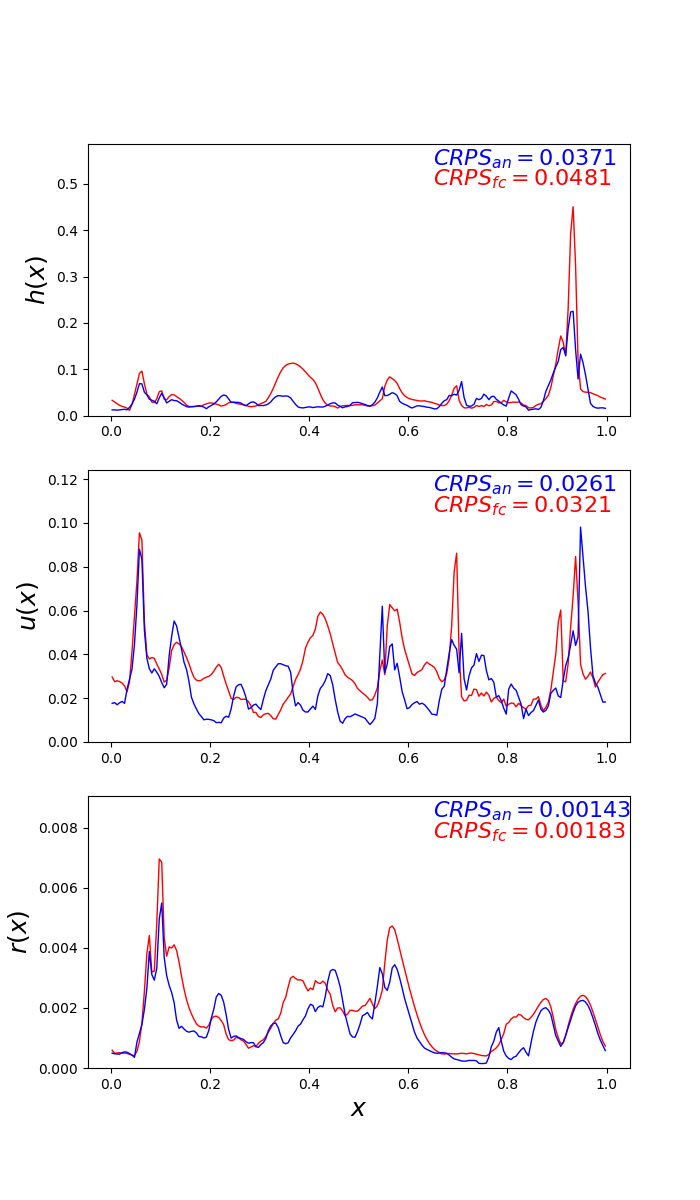 CRPS_an = 0.0371
CRPS_fc = 0.0481
h(x)
0.5
0.4
0.3
0.2
0.1
0.0
0.0 0.2 0.4 0.6 0.8 1.0
CRPS_an = 0.0261
CRPS_fc = 0.0321
u(x)
0.12
0.10
0.08
0.06
0.04
0.02
0.00
0.0 0.2 0.4 0.6 0.8 1.0
CRPS_an = 0.00143
CRPS_fc = 0.00183
r(x)
0.008
0.006
0.004
0.002
0.000
0.0 0.2 0.4 0.6 0.8 1.0
x